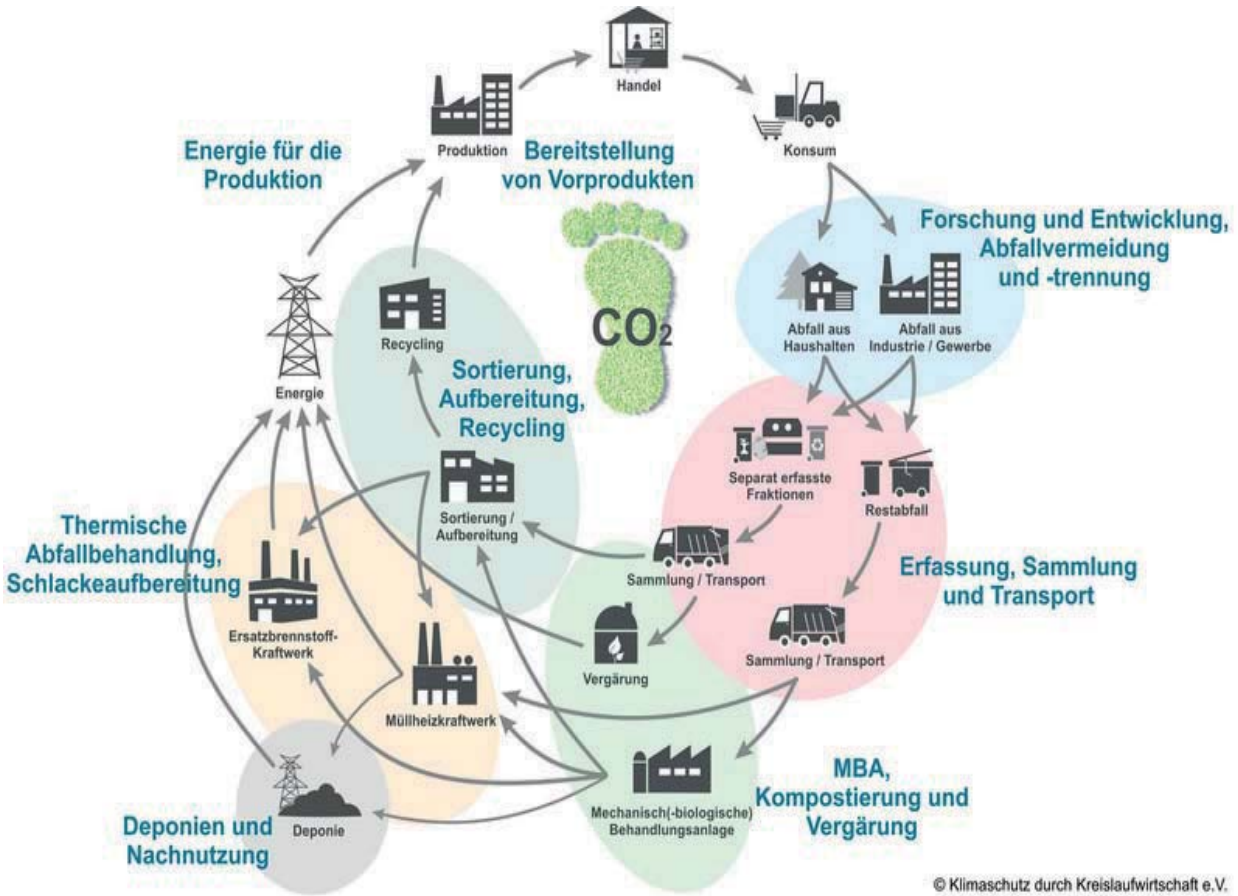 Handel
Produktion
Konsum
Energie für die
Produktion
Bereitstellung
von Vorprodukten
Forschung und Entwicklung,
Abfallvermeidung
und -trennung
CO2
Abfall aus
Haushalten
Abfall aus
Industrie / Gewerbe
Recycling
Energie
Sortierung,
Aufbereitung,
Recycling
Separat erfasste
Fraktionen
Restabfall
Sortierung /
Aufbereitung
Thermische
Abfallbehandlung,
Schlackeaufbereitung
Sammlung / Transport
Erfassung, Sammlung
und Transport
Ersatzbrennstoff-
Kraftwerk
Sammlung / Transport
Vergärung
Müllheizkraftwerk
MBA,
Kompostierung und
Vergärung
Mechanisch(-biologische)
Behandlungsanlage
Deponie
Deponien und
Nachnutzung
© Klimaschutz durch Kreislaufwirtschaft e.V.